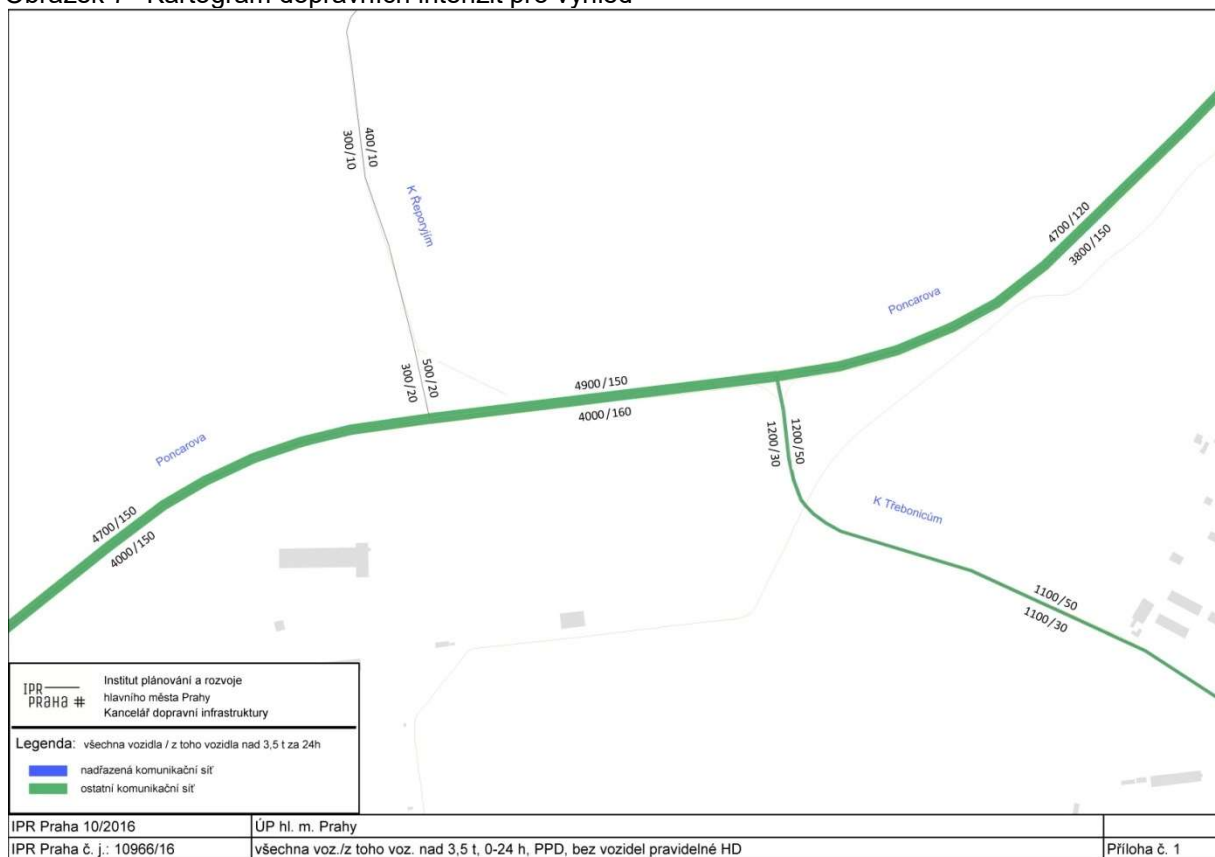 Obrázek 7 - Kartogram dopravních intenzit pro výhled
400/10
300/10
K Řeporyjím
4700/120
3800/150
Poncarova
500/20
300/20
4900/150
4000/160
Poncarova
1200/50
1200/30
K Třebonicům
4700/150
4000/150
1100/50
1100/30
IPR
PRAHA #
Institut plánování a rozvoje
hlavního města Prahy
Kancelář dopravní infrastruktury
Legenda: všechna vozidla / z toho vozidla nad 3,5 t za 24h
nadřazená komunikační síť
ostatní komunikační síť
IPR Praha 10/2016 ÚP hl. m. Prahy
IPR Praha č. j.: 10966/16 všechna voz./z toho voz. nad 3,5 t, 0-24 h, PPD, bez vozidel pravidelné HD Příloha č. 1